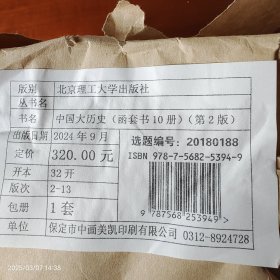 版别 北京理工大学出版社
丛书名
书名 中国大历史（函套书10册）（第2版）
出版日期 2024年9月 选题编号：20180188
定价 320.00元 ISBN 978-7-5682-5394-9
开本 32开
版次 2-13
包册 1套 9 787568 253949 >
单位 保定市中画美凯印刷有限公司 0312-8924728
2025/03/07 14:38